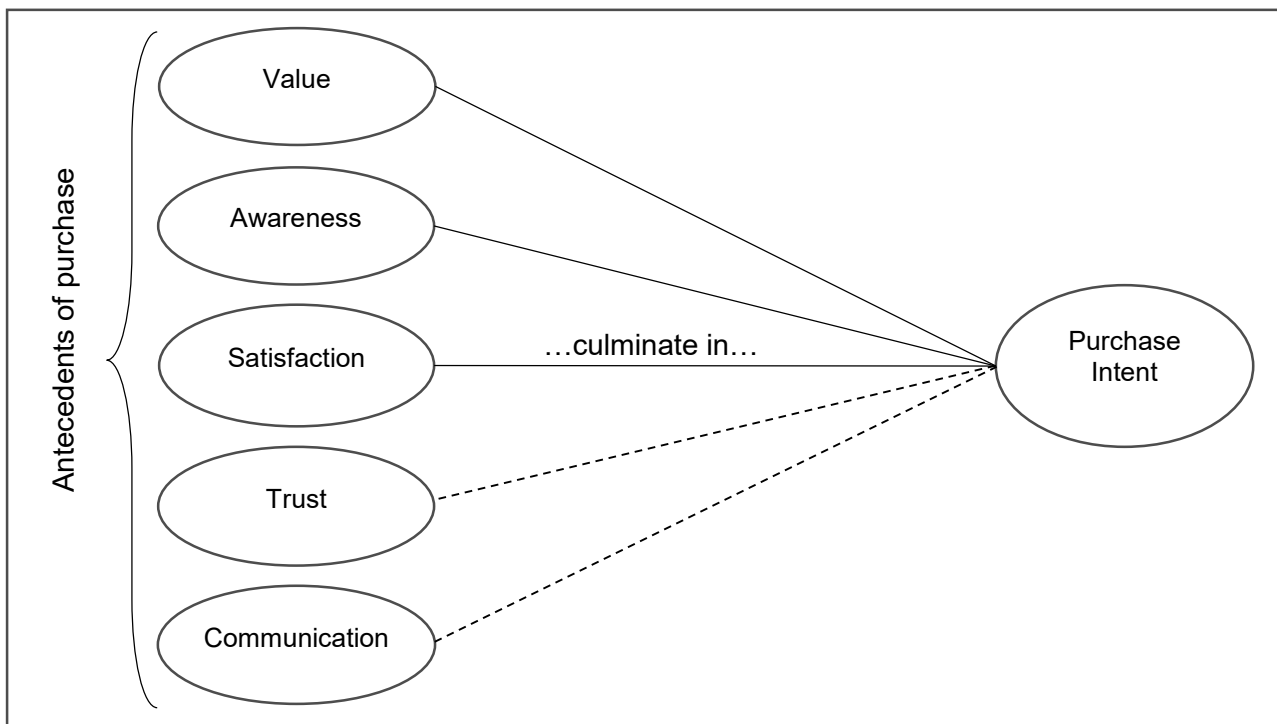 Antecedents of purchase
Value
Awareness
Satisfaction
…culminate in…
Trust
Communication
Purchase
Intent